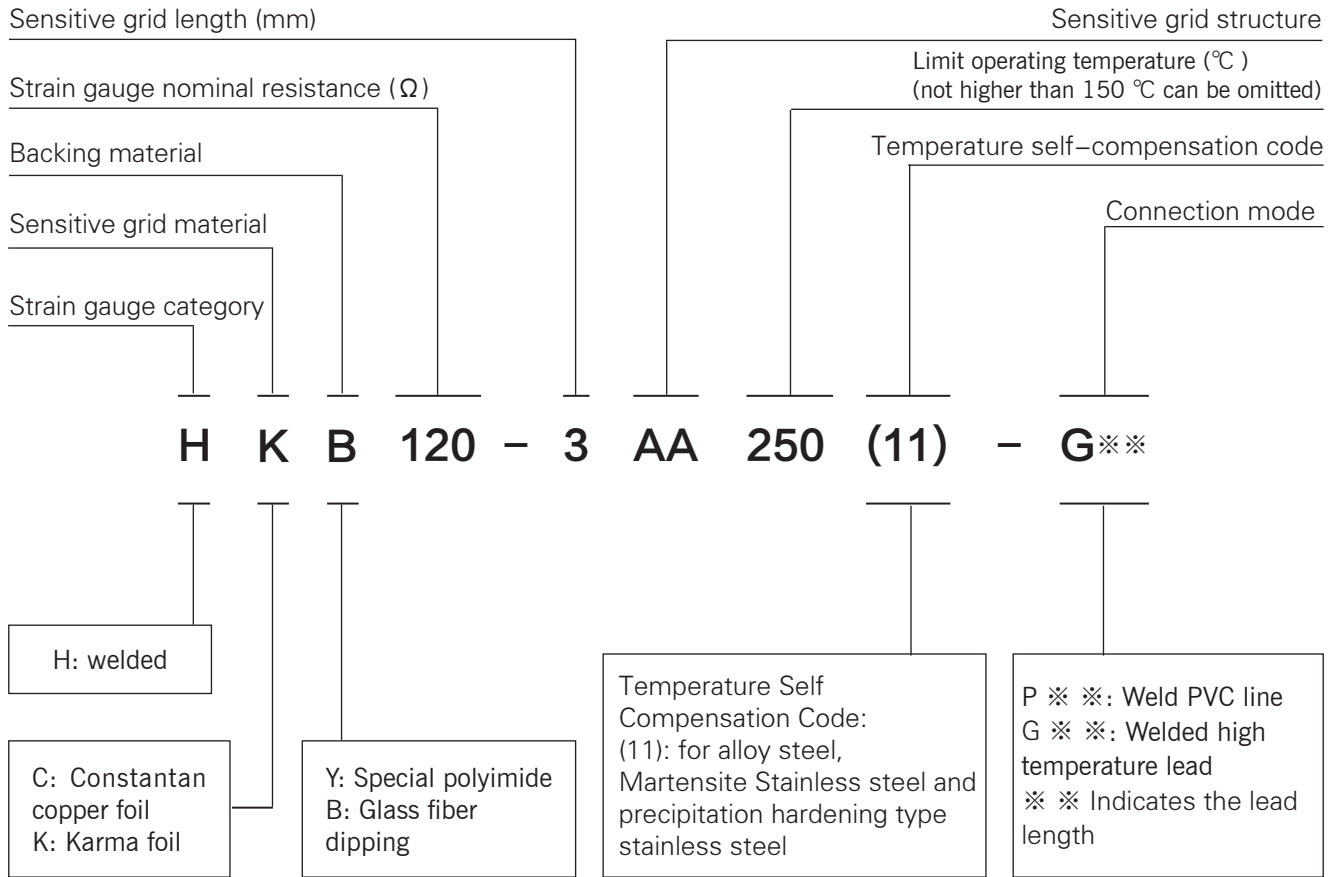 Sensitive grid length (mm)
Sensitive grid structure
Limit operating temperature (℃)
(not higher than 150 ℃ can be omitted)
Strain gauge nominal resistance (Ω)
Backing material
Temperature self–compensation code
Sensitive grid material
Connection mode
Strain gauge category
H K B 120 – 3 AA 250 (11) – G※※
H: welded
C: Constantan
copper foil
K: Karma foil
Y: Special polyimide
B: Glass fiber
dipping
Temperature Self
Compensation Code:
(11): for alloy steel,
Martensite Stainless steel and
precipitation hardening type
stainless steel
P ※ ※: Weld PVC line
G ※ ※: Welded high
temperature lead
※ ※ Indicates the lead
length